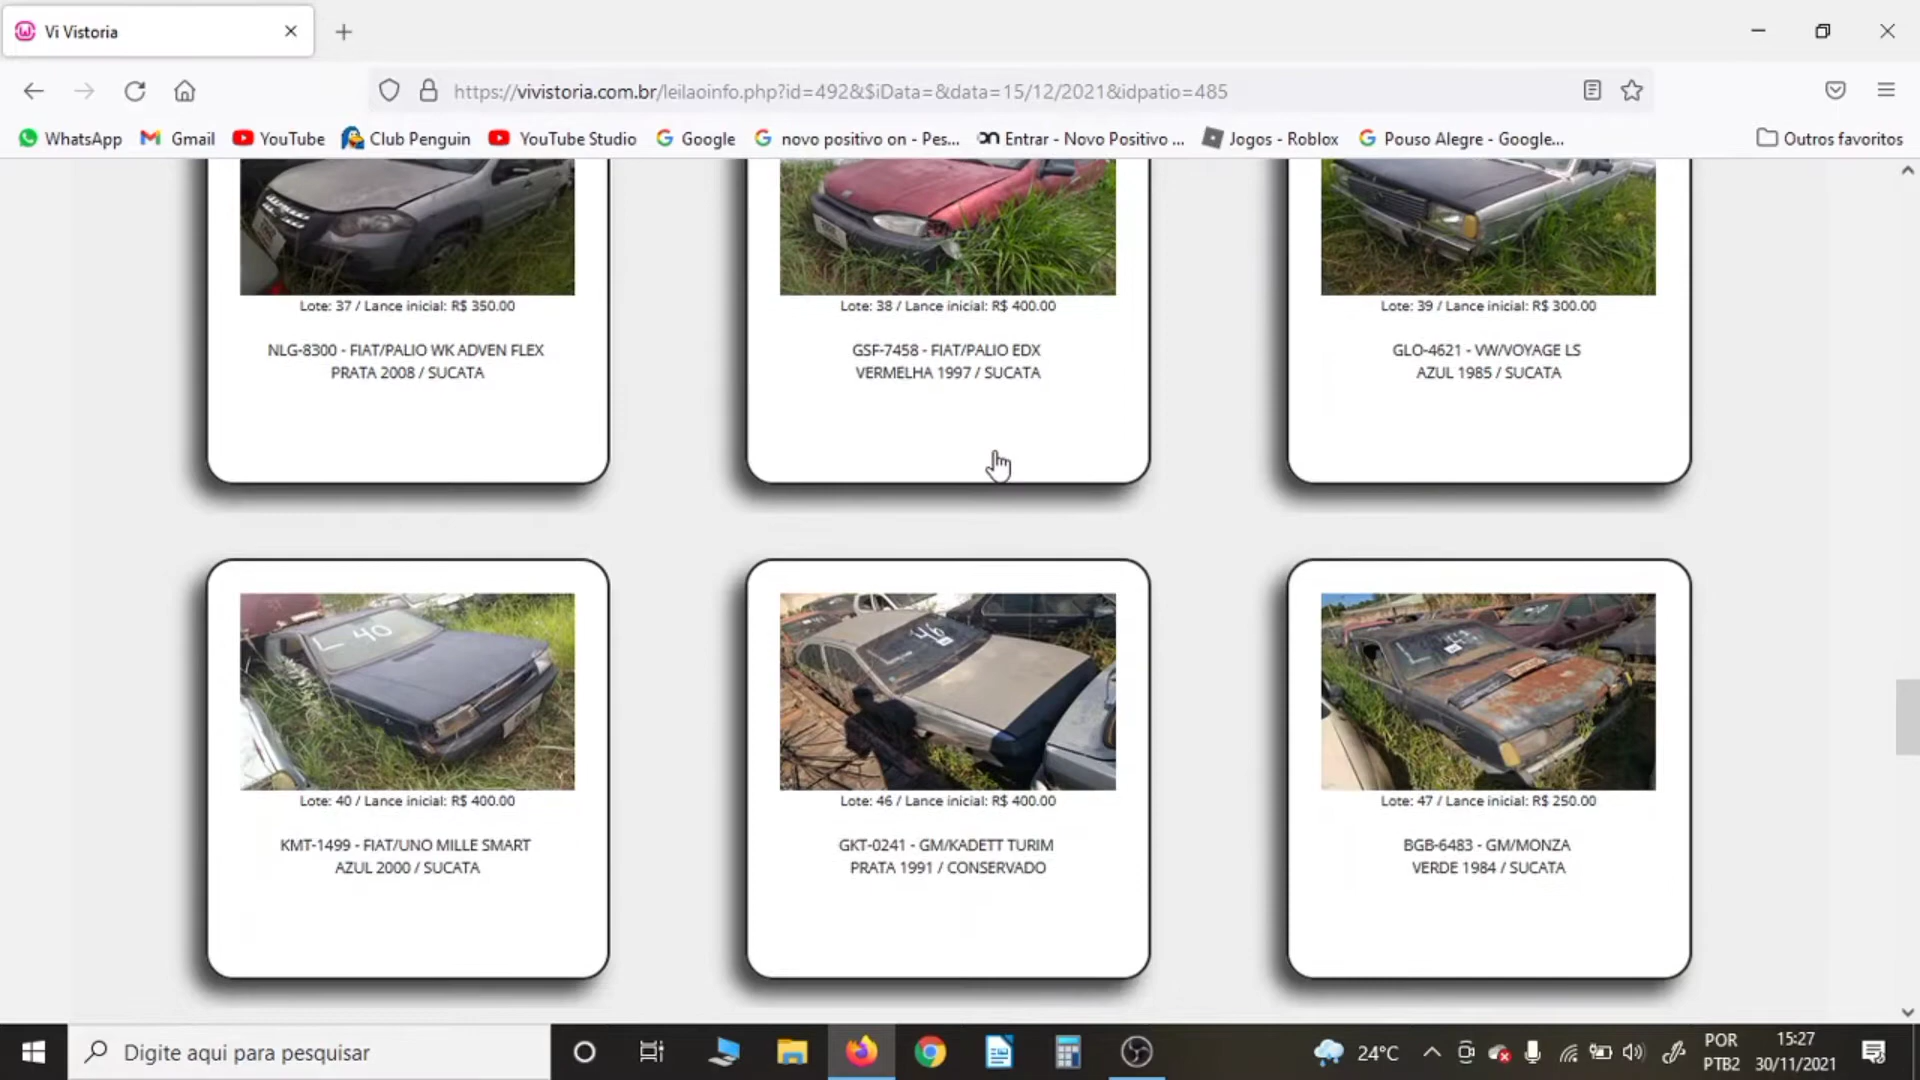 Vi Vistoria
https://vivistoria.com.br/leilaoinfo.php?id=492&$iData=&data=15/12/2021&idpatio=485
WhatsApp
Gmail
YouTube
Club Penguin
YouTube Studio
Google
novo positivo on - Pes...
Entrar - Novo Positivo ...
Jogos - Roblox
Pouso Alegre - Google...
Outros favoritos
Lote: 37 / Lance inicial: R$ 350.00
NLG-8300 - FIAT/PALIO WK ADVEN FLEX
PRATA 2008 / SUCATA
Lote: 38 / Lance inicial: R$ 400.00
GSF-7458 - FIAT/PALIO EDX
VERMELHA 1997 / SUCATA
Lote: 39 / Lance inicial: R$ 300.00
GLO-4621 - VW/VOYAGE LS
AZUL 1985 / SUCATA
L-40
Lote: 40 / Lance inicial: R$ 400.00
KMT-1499 - FIAT/UNO MILLE SMART
AZUL 2000 / SUCATA
Lote: 46 / Lance inicial: R$ 400.00
GKT-0241 - GM/KADETT TURIM
PRATA 1991 / CONSERVADO
Lote: 47 / Lance inicial: R$ 250.00
BGB-6483 - GM/MONZA
VERDE 1984 / SUCATA
Digite aqui para pesquisar
24°C
POR
PTB2
15:27
30/11/2021